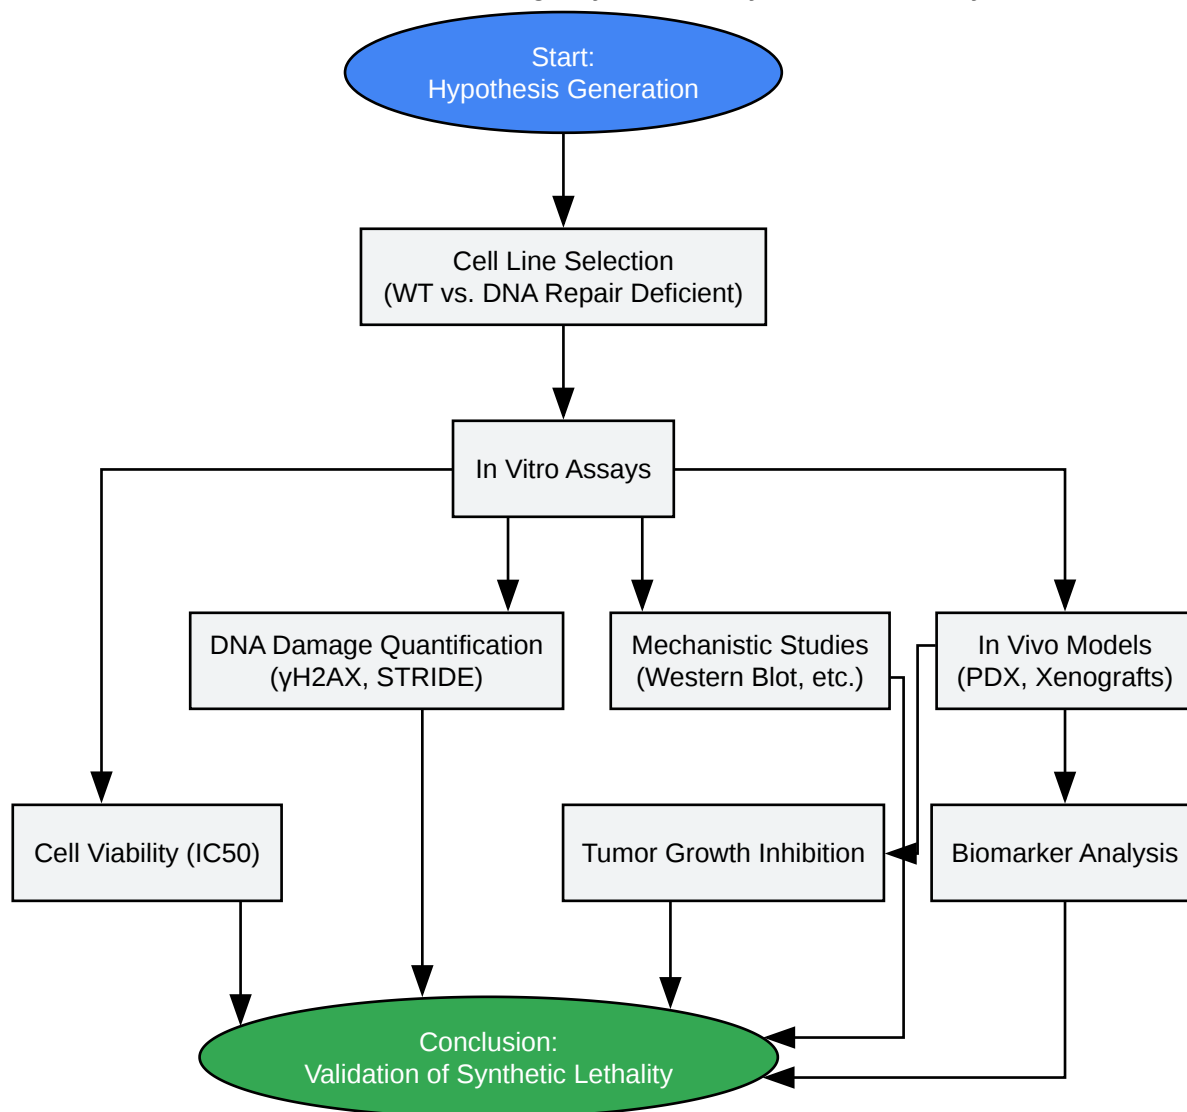 Start:
Hypothesis Generation
Cell Line Selection
(WT vs. DNA Repair Deficient)
In Vitro Assays
DNA Damage Quantification
(γH2AX, STRIDE)
Mechanistic Studies
(Western Blot, etc.)
In Vivo Models
(PDX, Xenografts)
Cell Viability (IC50)
Tumor Growth Inhibition
Biomarker Analysis
Conclusion:
Validation of Synthetic Lethality